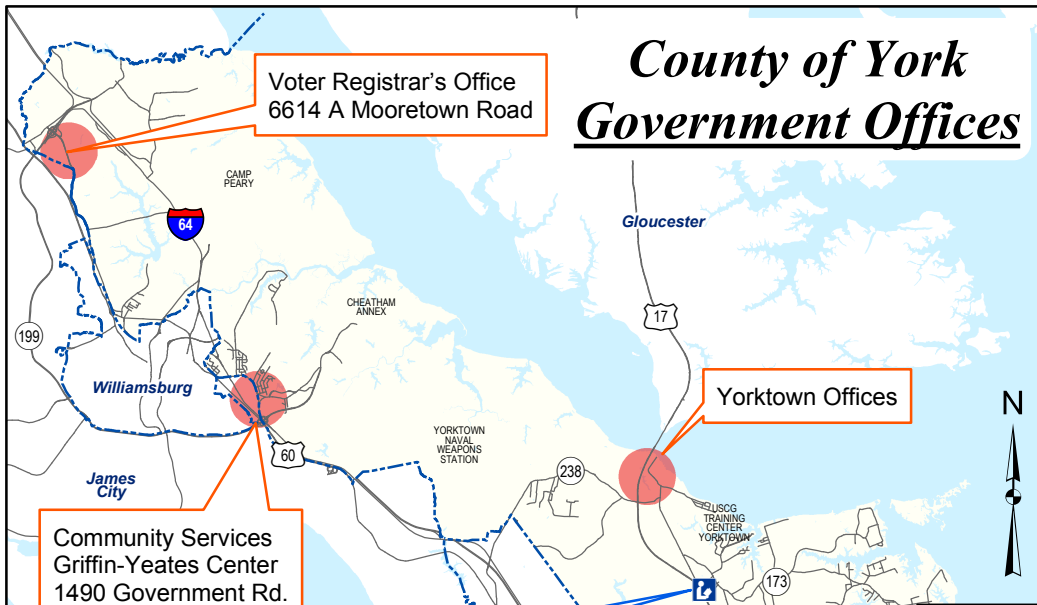 County of York
Government Offices
Voter Registrar's Office
6614 A Mooretown Road
CAMP
PEARY
64
Gloucester
CHEATHAM
ANNEX
17
199
Williamsburg
Yorktown Offices
N
YORKTOWN
NAVAL
WEAPONS
STATION
60
238
James
City
USCG
TRAINING
CENTER
YORKTOWN
Community Services
Griffin-Yeates Center
1490 Government Rd.
173